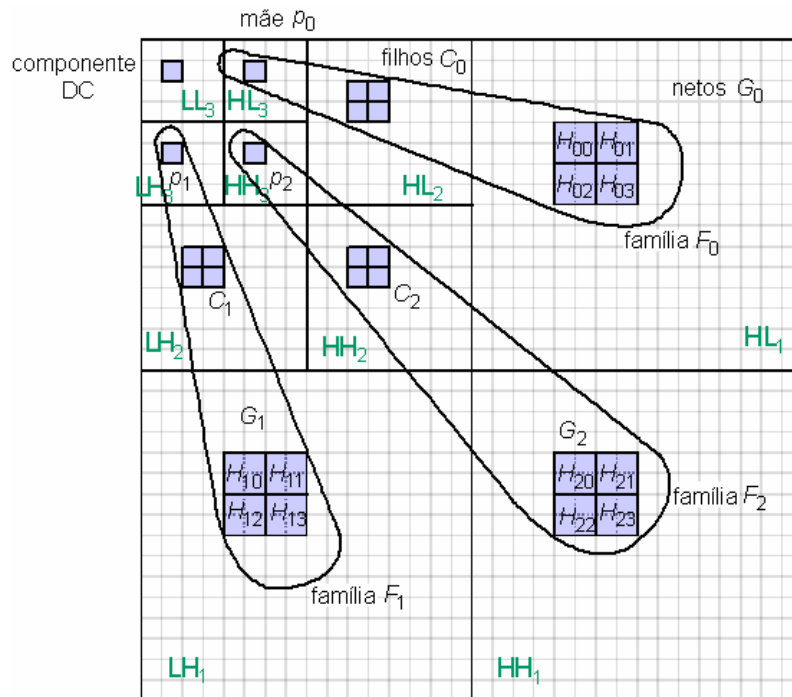 mãe p₀
componente
DC
filhos C₀
netos G₀
LL₃
HL₃
H₀₀ H₀₁
H₀₂ H₀₃
LH₃
p₁
HH₃
p₂
HL₂
família F₀
C₁
C₂
LH₂
HH₂
HL₁
G₁
G₂
H₁₀ H₁₁
H₁₂ H₁₃
H₂₀ H₂₁
H₂₂ H₂₃
família F₂
família F₁
LH₁
HH₁